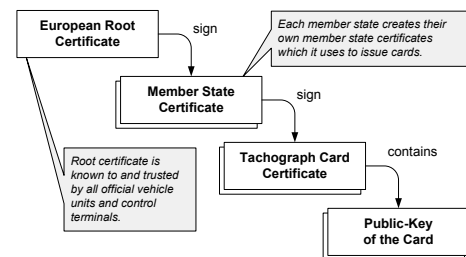 European Root
Certificate
sign
Each member state creates their
own member state certificates
which it uses to issue cards.
Member State
Certificate
sign
Root certificate is
known to and trusted
by all official vehicle
units and control
terminals.
Tachograph Card
Certificate
contains
Public-Key
of the Card